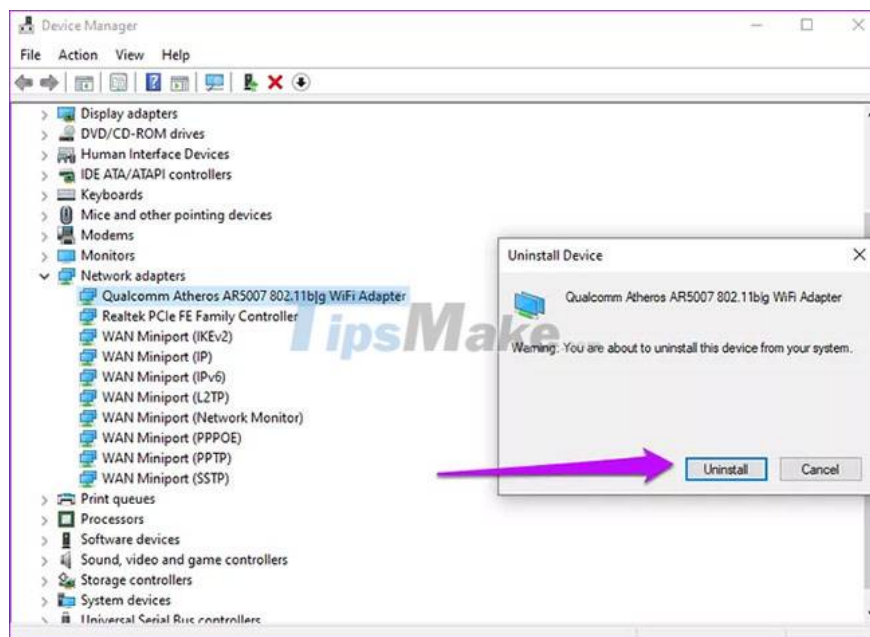 Device Manager
File Action View Help
Display adapters
DVD/CD-ROM drives
Human Interface Devices
IDE ATA/ATAPI controllers
Keyboards
Mice and other pointing devices
Modems
Monitors
Network adapters
Qualcomm Atheros AR5007 802.11b|g WiFi Adapter
Realtek PCIe FE Family Controller
WAN Miniport (IKEv2)
WAN Miniport (IP)
WAN Miniport (IPv6)
WAN Miniport (L2TP)
WAN Miniport (Network Monitor)
WAN Miniport (PPPOE)
WAN Miniport (PPTP)
WAN Miniport (SSTP)
Print queues
Processors
Software devices
Sound, video and game controllers
Storage controllers
System devices
Universal Serial Bus controllers
Uninstall Device
Qualcomm Atheros AR5007 802.11b|g WiFi Adapter
Warning: You are about to uninstall this device from your system.
Uninstall Cancel
TipsMake
.com